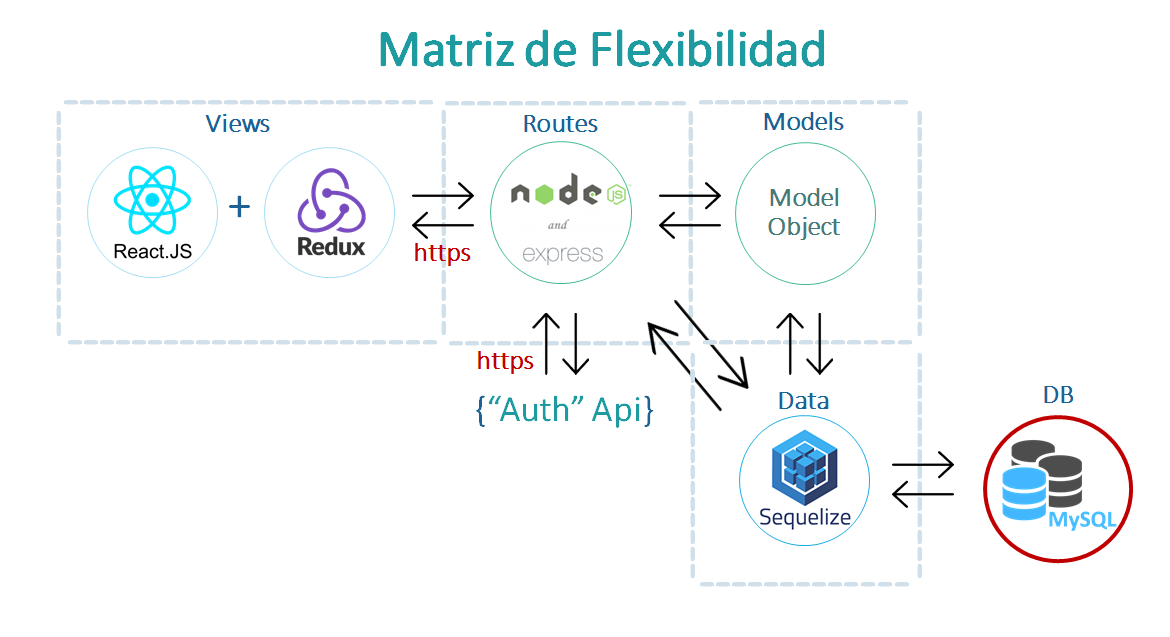 Matriz de Flexibilidad
Views
Routes
Models
React.JS
+
Redux
https
node JS
and
express
Model
Object
https
{“Auth” Api}
Data
Sequelize
DB
MySQL